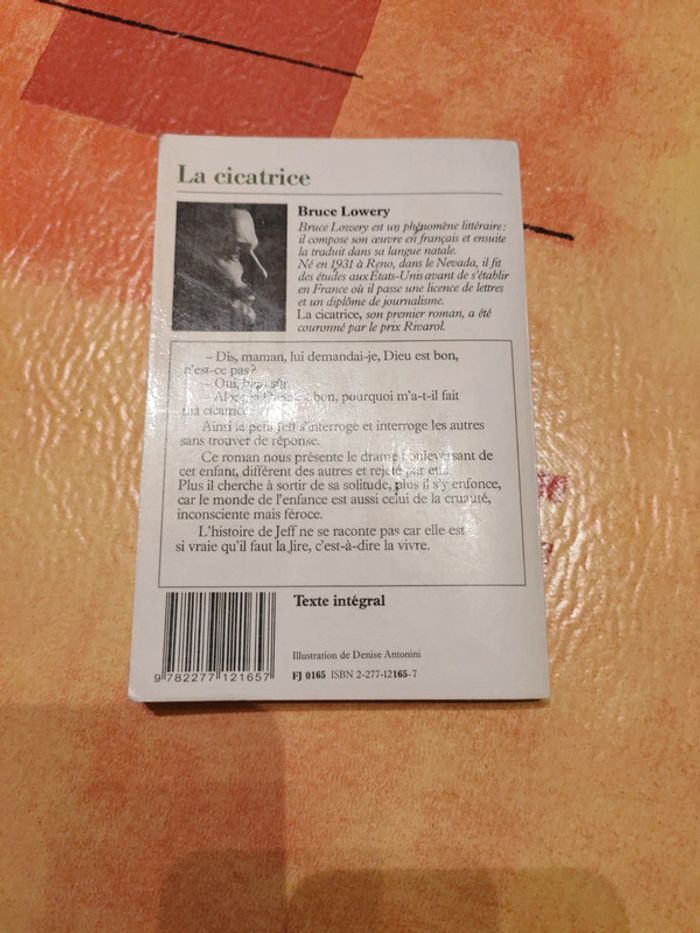 La cicatrice
Bruce Lowery
Bruce Lowery est un phénomène littéraire :
il compose son œuvre en français et ensuite
la traduit dans sa langue natale.
Né en 1931 à Reno, dans le Nevada, il fit
des études aux États-Unis avant de s'établir
en France où il passe une licence de lettres
et un diplôme de journalisme.
La cicatrice, son premier roman, a été
couronné par le prix Rivarol.
– Dis, maman, lui demandai-je, Dieu est bon,
n'est-ce pas ?
– Oui, bien sûr
– Alors, bon, pourquoi m'a-t-il fait
ma cicatrice
Ainsi le petit Jeff s'interroge et interroge les autres
sans trouver de réponse.
Ce roman nous présente le drame bouleversant de
cet enfant, différent des autres et rejeté par eux.
Plus il cherche à sortir de sa solitude, plus il s'y enfonce,
car le monde de l'enfance est aussi celui de la cruauté,
inconsciente mais féroce.
L'histoire de Jeff ne se raconte pas car elle est
si vraie qu'il faut la lire, c'est-à-dire la vivre.
Texte intégral
Illustration de Denise Antonini
FJ 0165 ISBN 2-277-12165-7
9 782277 121657